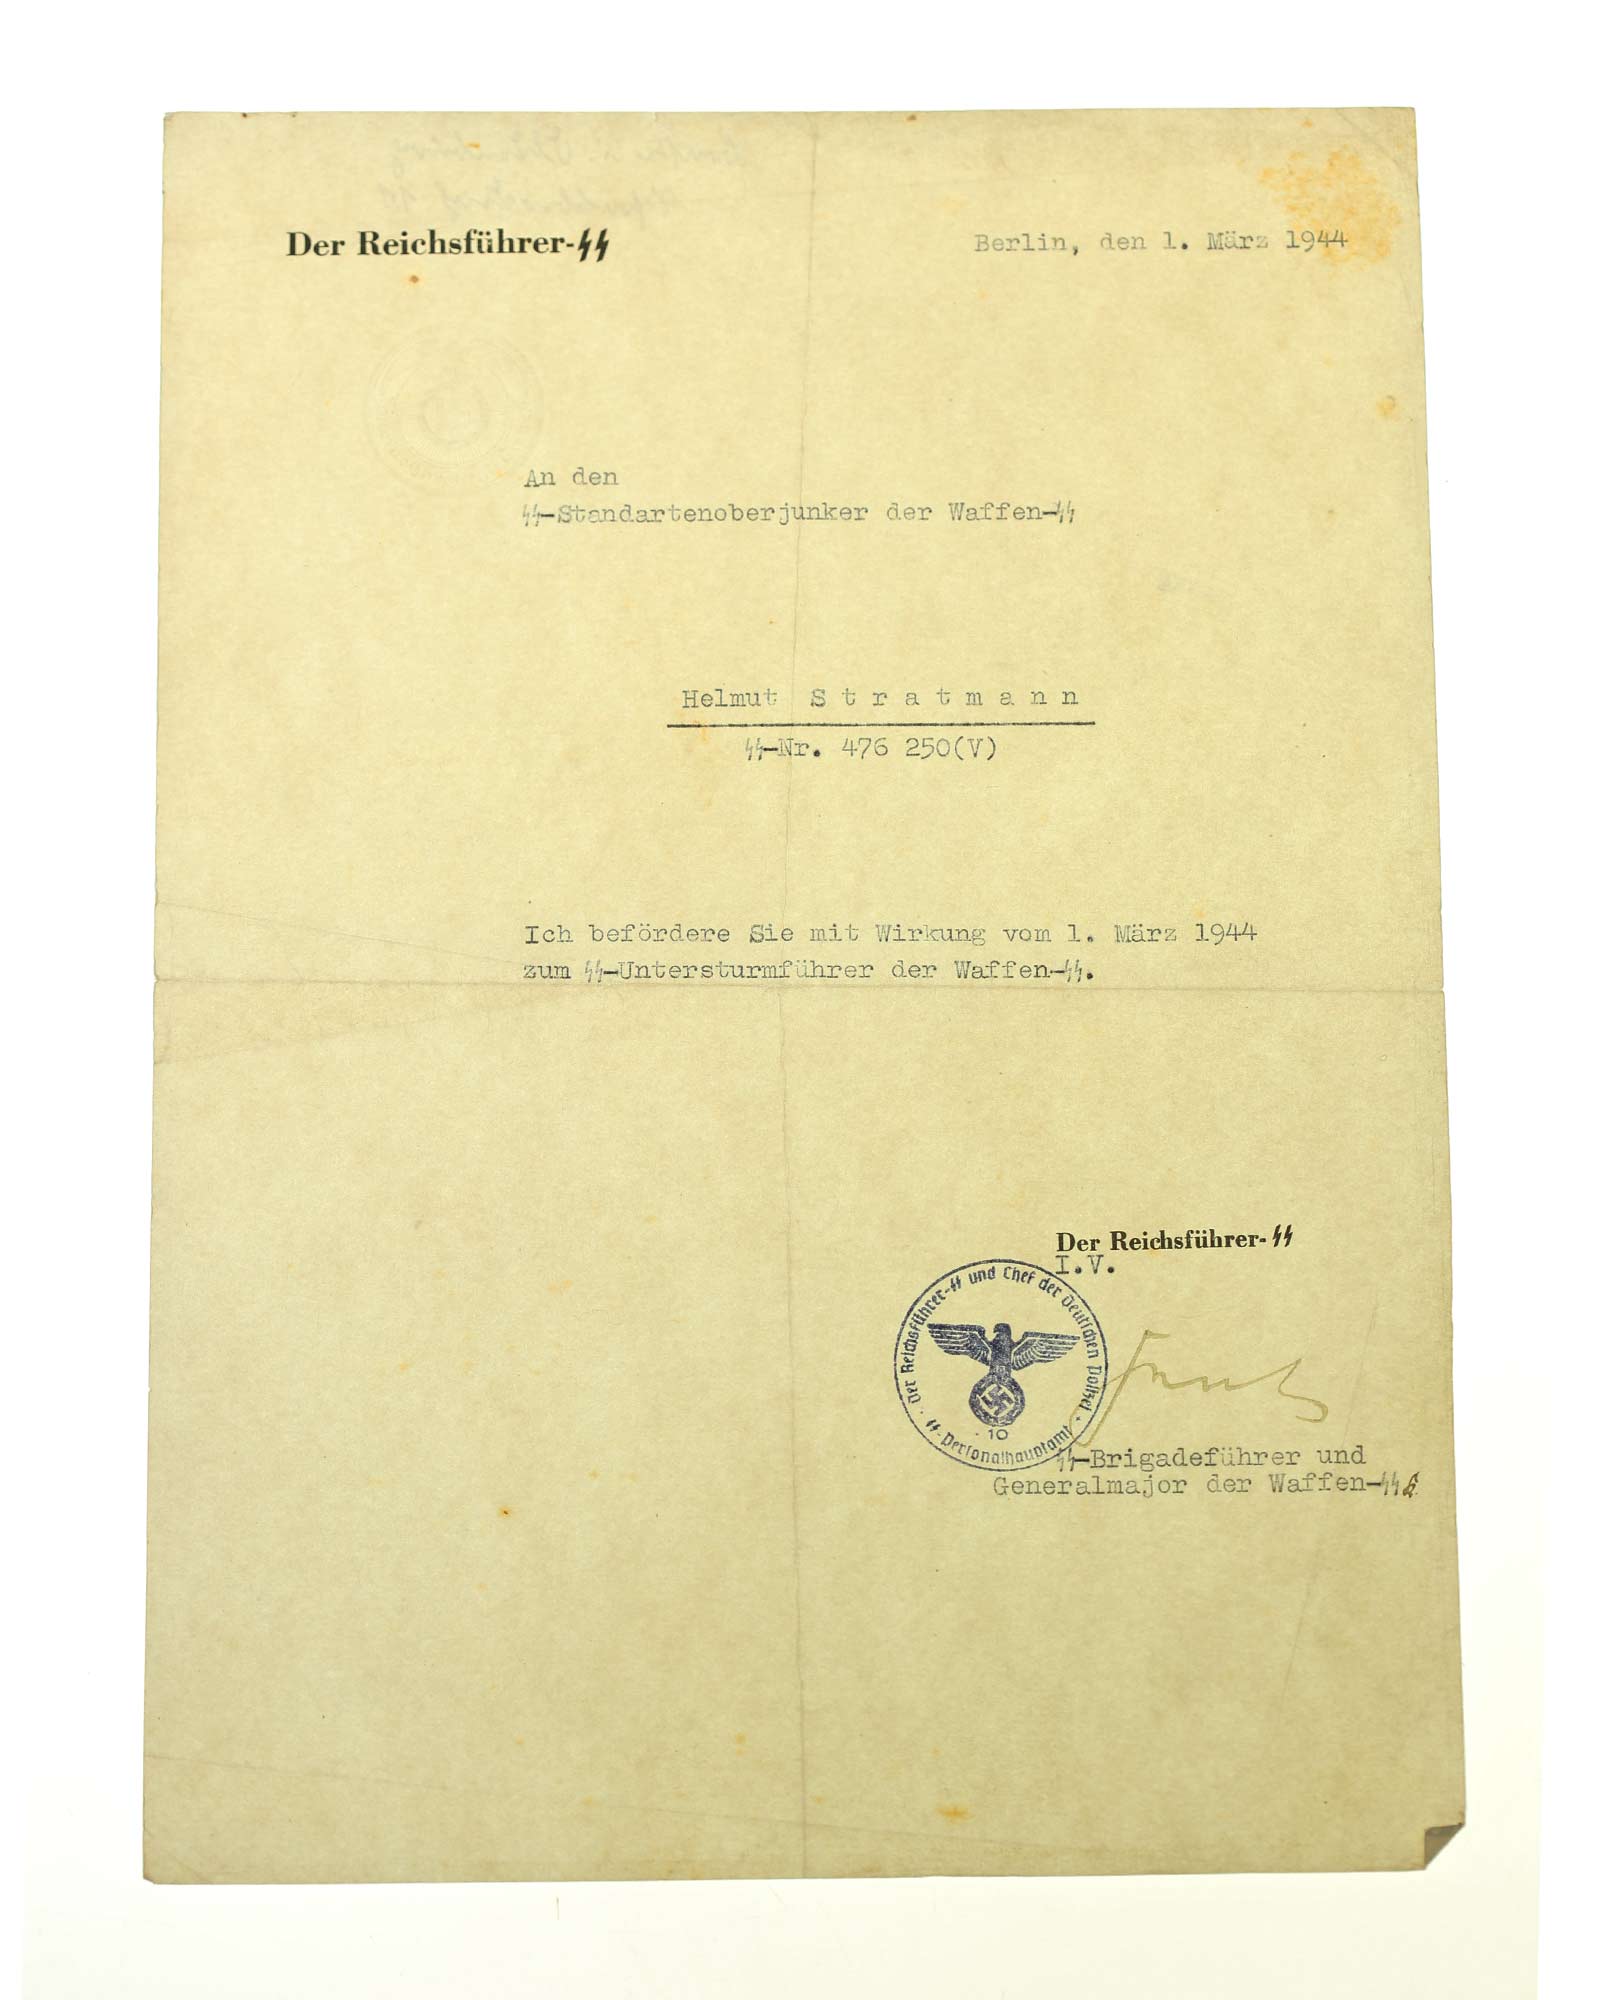 Der Reichsführer-SS
Berlin, den 1. März 1944
An den
SS-Standartenoberjunker der Waffen-SS
Helmut S t r a t m a n n
SS-Nr. 476 250(V)
Ich befördere Sie mit Wirkung vom 1. März 1944
zum SS-Untersturmführer der Waffen-SS.
Der Reichsführer-SS
I.V.
Der Reichsführer-SS und Chef der Deutschen Polizei
· 10 ·
SS-Personalhauptamt
SS-Brigadeführer und
Generalmajor der Waffen-SS